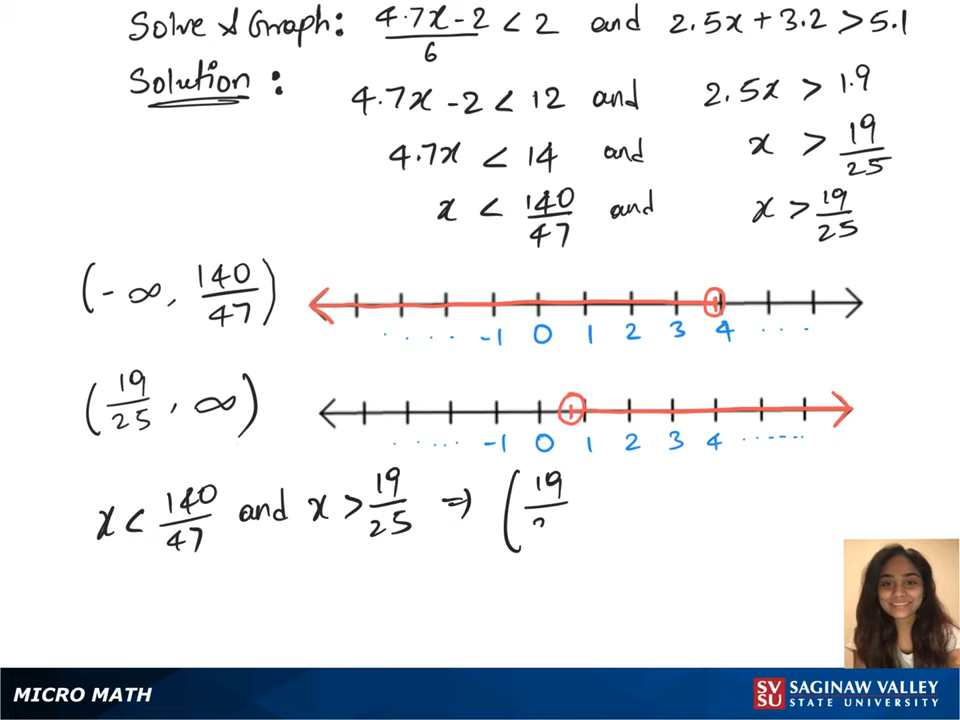 Solve & Graph: (4.7x - 2)/6 < 2 and 2.5x + 3.2 > 5.1
Solution :
4.7x - 2 < 12 and 2.5x > 1.9
4.7x < 14 and x > 19/25
x < 140/47 and x > 19/25
(-∞, 140/47)
..... -1 0 1 2 3 4 ....
(19/25, ∞)
...... -1 0 1 2 3 4 ......
x < 140/47 and x > 19/25 ⇒ (19/
MICRO MATH
SV SU SAGINAW VALLEY
STATE UNIVERSITY